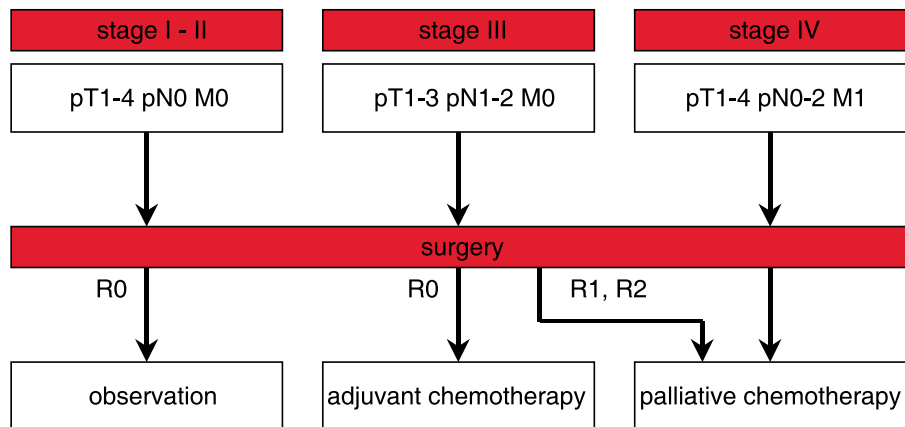 stage I - II
stage III
stage IV
pT1-4 pN0 M0
pT1-3 pN1-2 M0
pT1-4 pN0-2 M1
surgery
R0
R0
R1, R2
observation
adjuvant chemotherapy
palliative chemotherapy